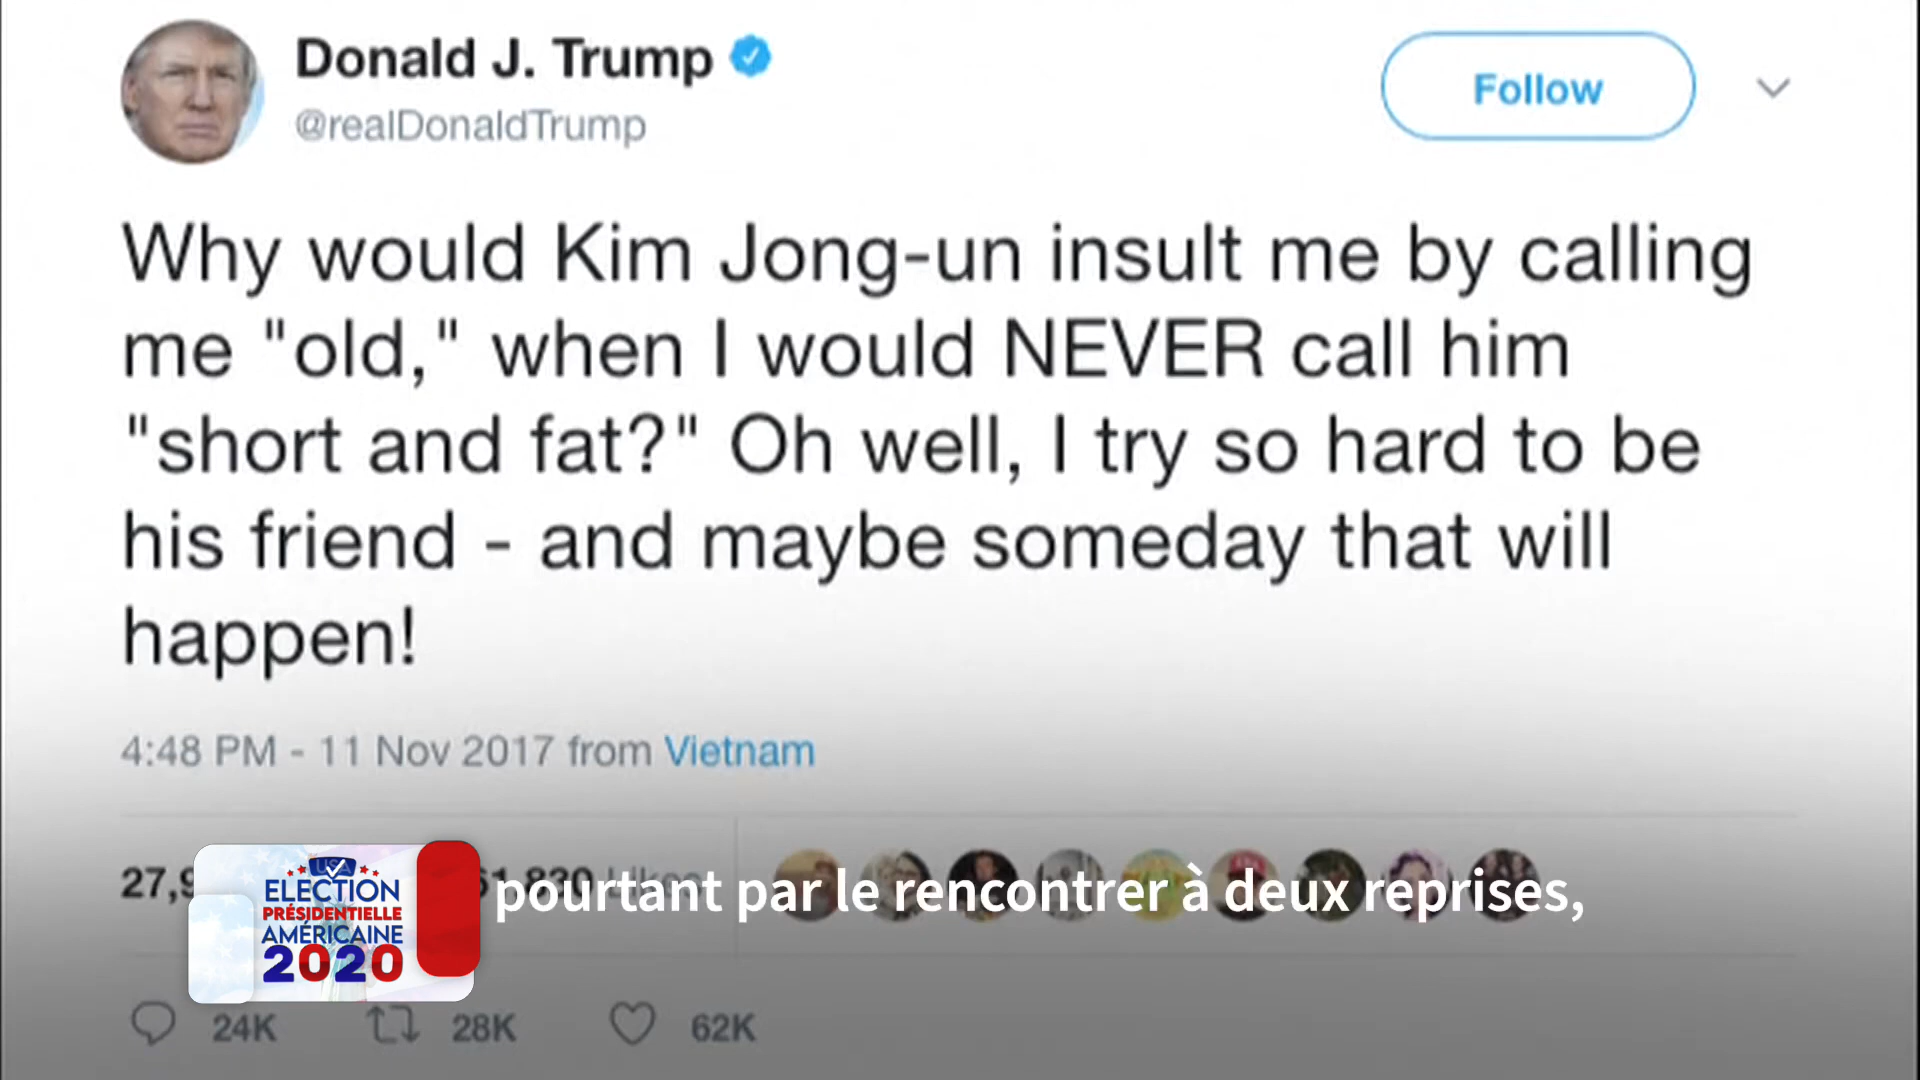 Donald J. Trump
@realDonaldTrump
Follow
Why would Kim Jong-un insult me by calling
me "old," when I would NEVER call him
"short and fat?" Oh well, I try so hard to be
his friend - and maybe someday that will
happen!
4:48 PM - 11 Nov 2017 from Vietnam
USA
ELECTION
PRÉSIDENTIELLE
AMÉRICAINE
2020
pourtant par le rencontrer à deux reprises,
24K 28K 62K